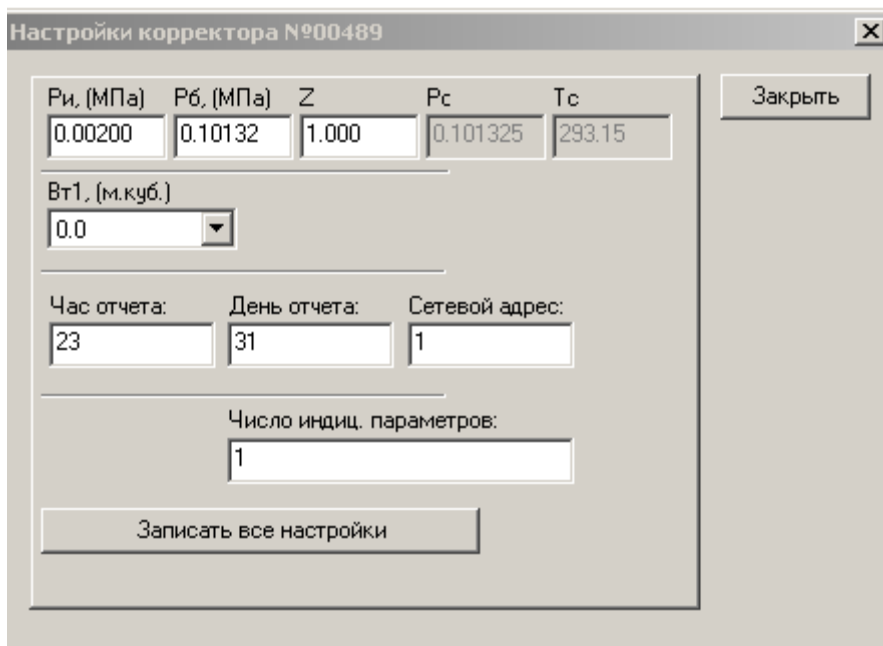 Настройки корректора №00489
Ри, (МПа) Рб, (МПа) Z Рс Тс Закрыть
0.00200 0.10132 1.000 0.101325 293.15
Вт1, (м.куб.)
0.0
Час отчета: День отчета: Сетевой адрес:
23 31 1
Число индиц. параметров:
1
Записать все настройки